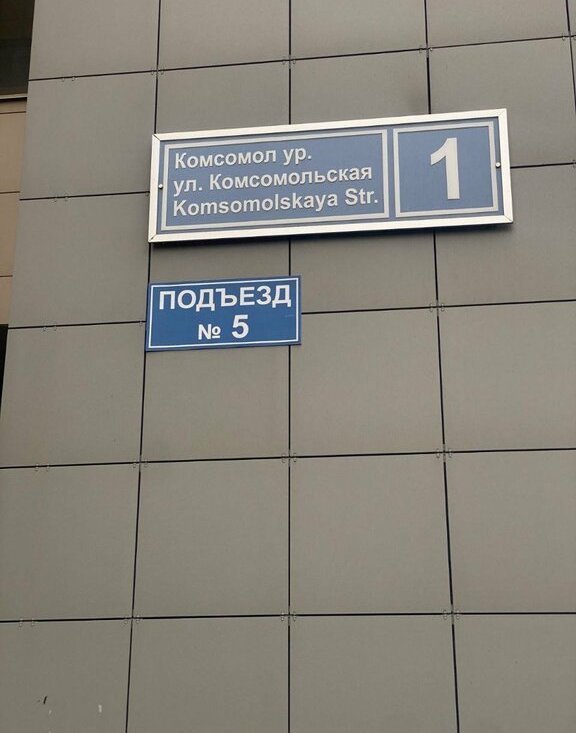 Комсомол ур.
ул. Комсомольская
Komsomolskaya Str.
1
ПОДЪЕЗД
№ 5